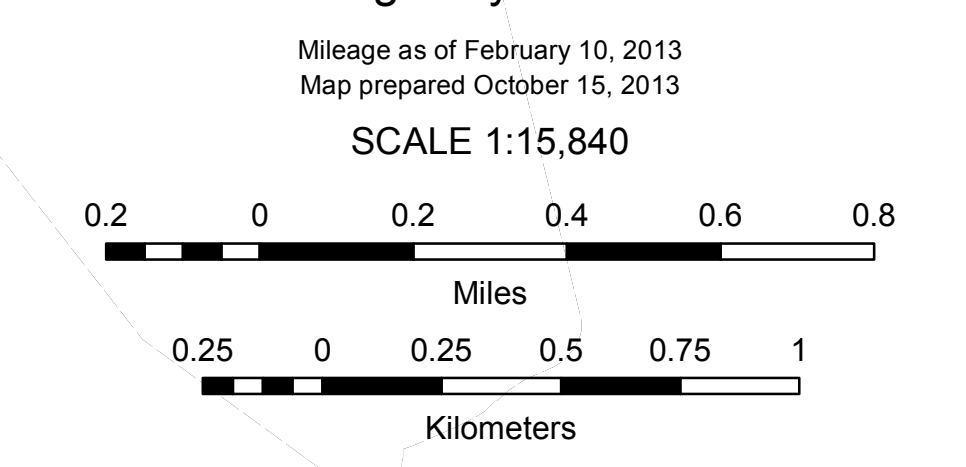 Mileage as of February 10, 2013
Map prepared October 15, 2013
SCALE 1:15,840
0.2 0 0.2 0.4 0.6 0.8
Miles
0.25 0 0.25 0.5 0.75 1
Kilometers